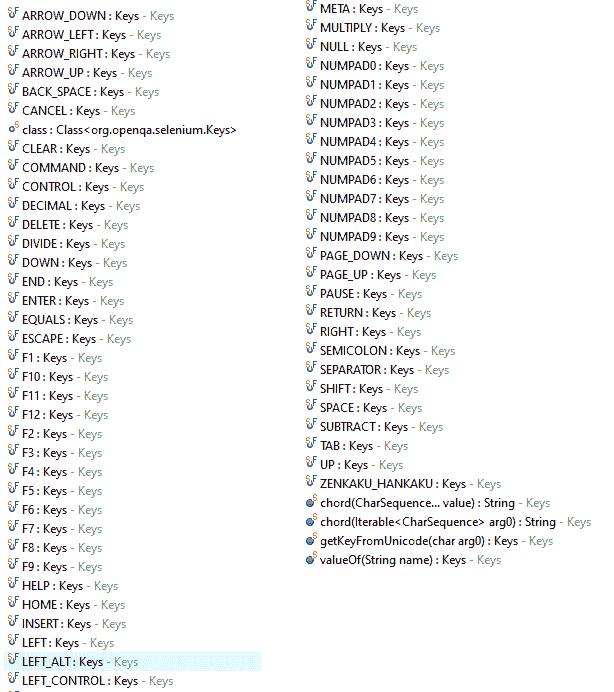 ARROW_DOWN : Keys - Keys
ARROW_LEFT : Keys - Keys
ARROW_RIGHT : Keys - Keys
ARROW_UP : Keys - Keys
BACK_SPACE : Keys - Keys
CANCEL : Keys - Keys
class : Class<org.openqa.selenium.Keys>
CLEAR : Keys - Keys
COMMAND : Keys - Keys
CONTROL : Keys - Keys
DECIMAL : Keys - Keys
DELETE : Keys - Keys
DIVIDE : Keys - Keys
DOWN : Keys - Keys
END : Keys - Keys
ENTER : Keys - Keys
EQUALS : Keys - Keys
ESCAPE : Keys - Keys
F1 : Keys - Keys
F10 : Keys - Keys
F11 : Keys - Keys
F12 : Keys - Keys
F2 : Keys - Keys
F3 : Keys - Keys
F4 : Keys - Keys
F5 : Keys - Keys
F6 : Keys - Keys
F7 : Keys - Keys
F8 : Keys - Keys
F9 : Keys - Keys
HELP : Keys - Keys
HOME : Keys - Keys
INSERT : Keys - Keys
LEFT : Keys - Keys
LEFT_ALT : Keys - Keys
LEFT_CONTROL : Keys - Keys
META : Keys - Keys
MULTIPLY : Keys - Keys
NULL : Keys - Keys
NUMPAD0 : Keys - Keys
NUMPAD1 : Keys - Keys
NUMPAD2 : Keys - Keys
NUMPAD3 : Keys - Keys
NUMPAD4 : Keys - Keys
NUMPAD5 : Keys - Keys
NUMPAD6 : Keys - Keys
NUMPAD7 : Keys - Keys
NUMPAD8 : Keys - Keys
NUMPAD9 : Keys - Keys
PAGE_DOWN : Keys - Keys
PAGE_UP : Keys - Keys
PAUSE : Keys - Keys
RETURN : Keys - Keys
RIGHT : Keys - Keys
SEMICOLON : Keys - Keys
SEPARATOR : Keys - Keys
SHIFT : Keys - Keys
SPACE : Keys - Keys
SUBTRACT : Keys - Keys
TAB : Keys - Keys
UP : Keys - Keys
ZENKAKU_HANKAKU : Keys - Keys
chord(CharSequence... value) : String - Keys
chord(Iterable<CharSequence> arg0) : String - Keys
getKeyFromUnicode(char arg0) : Keys - Keys
valueOf(String name) : Keys - Keys